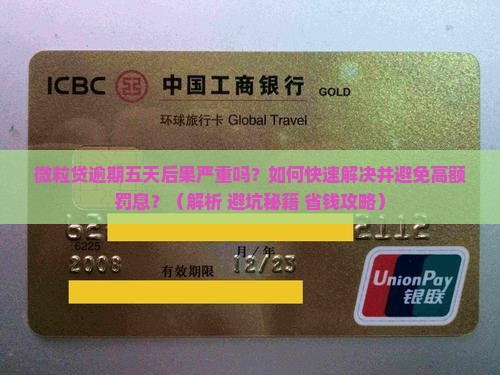 ICBC 中国工商银行 GOLD
环球旅行卡 Global Travel
微粒贷逾期五天后果严重吗？如何快速解决并避免高额
罚息？（解析 避坑秘籍 省钱攻略）
62 2112
6225
月/年
2008 有效期限 12/23
UnionPay
银联